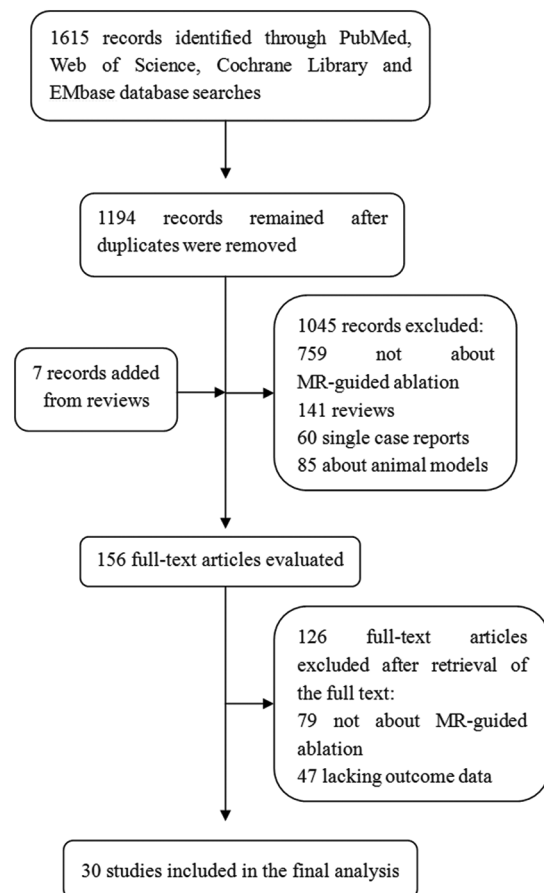 1615 records identified through PubMed,
Web of Science, Cochrane Library and
EMbase database searches
1194 records remained after
duplicates were removed
7 records added
from reviews
1045 records excluded:
759 not about
MR-guided ablation
141 reviews
60 single case reports
85 about animal models
156 full-text articles evaluated
126 full-text articles
excluded after retrieval of
the full text:
79 not about MR-guided
ablation
47 lacking outcome data
30 studies included in the final analysis